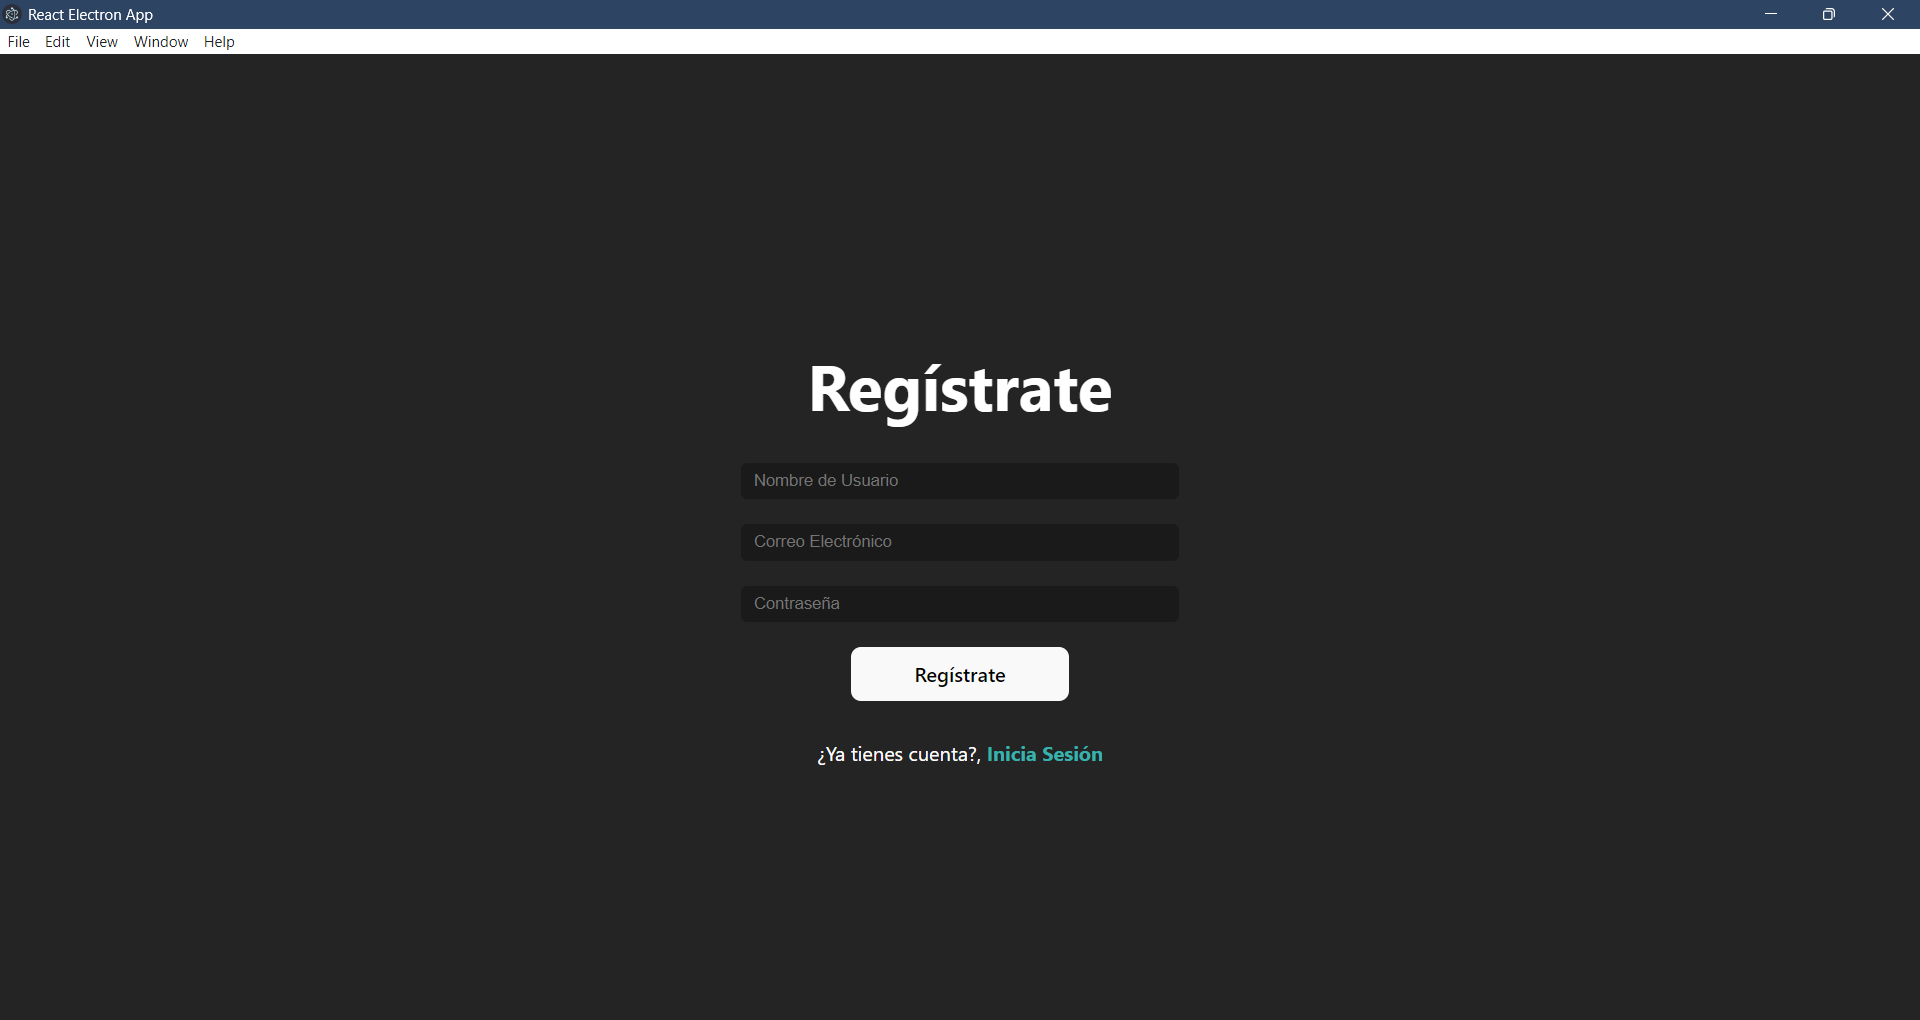 React Electron App
File Edit View Window Help
Regístrate
Nombre de Usuario
Correo Electrónico
Contraseña
Regístrate
¿Ya tienes cuenta?, Inicia Sesión